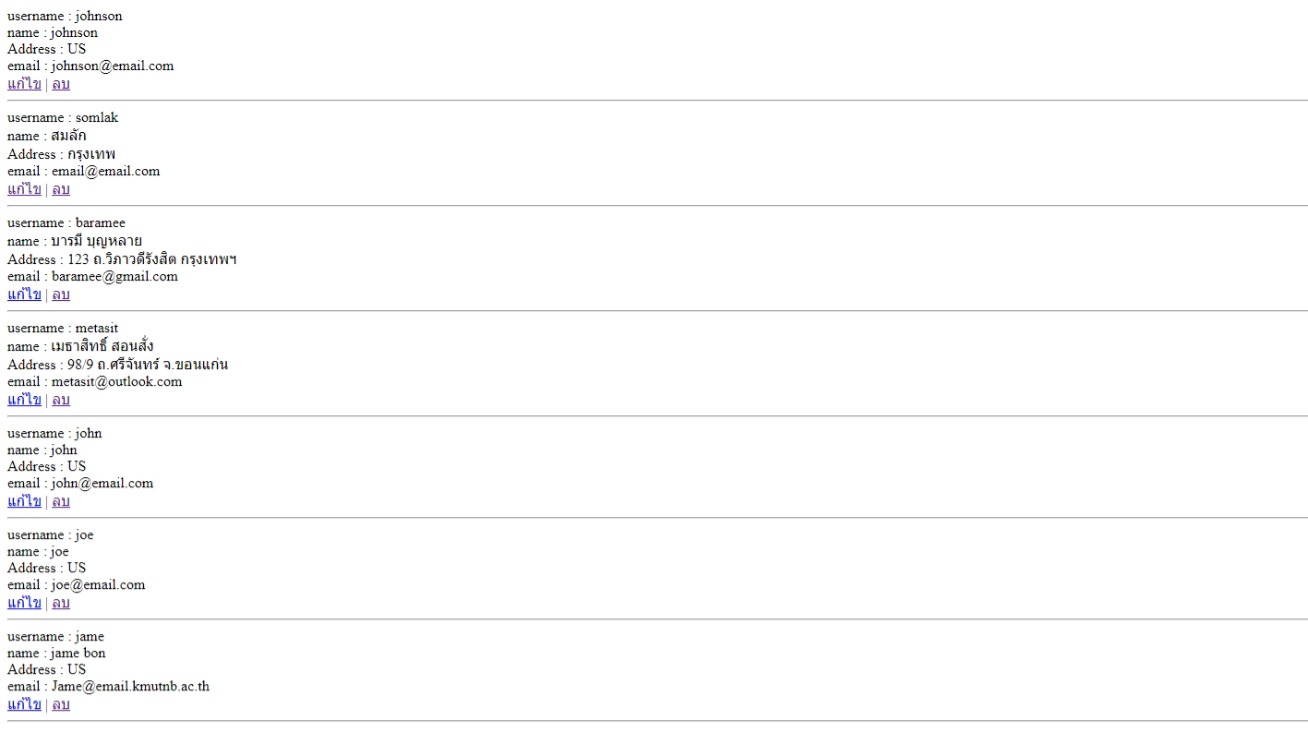 username : johnson
name : johnson
Address : US
email : johnson@email.com
แก้ไข | ลบ
username : somlak
name : สมลัก
Address : กรุงเทพ
email : email@email.com
แก้ไข | ลบ
username : baramee
name : บารมี บุญหลาย
Address : 123 ถ.วิภาวดีรังสิต กรุงเทพฯ
email : baramee@gmail.com
แก้ไข | ลบ
username : metasit
name : เมธาสิทธิ์ สอนสั่ง
Address : 98/9 ถ.ศรีจันทร์ จ.ขอนแก่น
email : metasit@outlook.com
แก้ไข | ลบ
username : john
name : john
Address : US
email : john@email.com
แก้ไข | ลบ
username : joe
name : joe
Address : US
email : joe@email.com
แก้ไข | ลบ
username : jame
name : jame bon
Address : US
email : Jame@email.kmutnb.ac.th
แก้ไข | ลบ